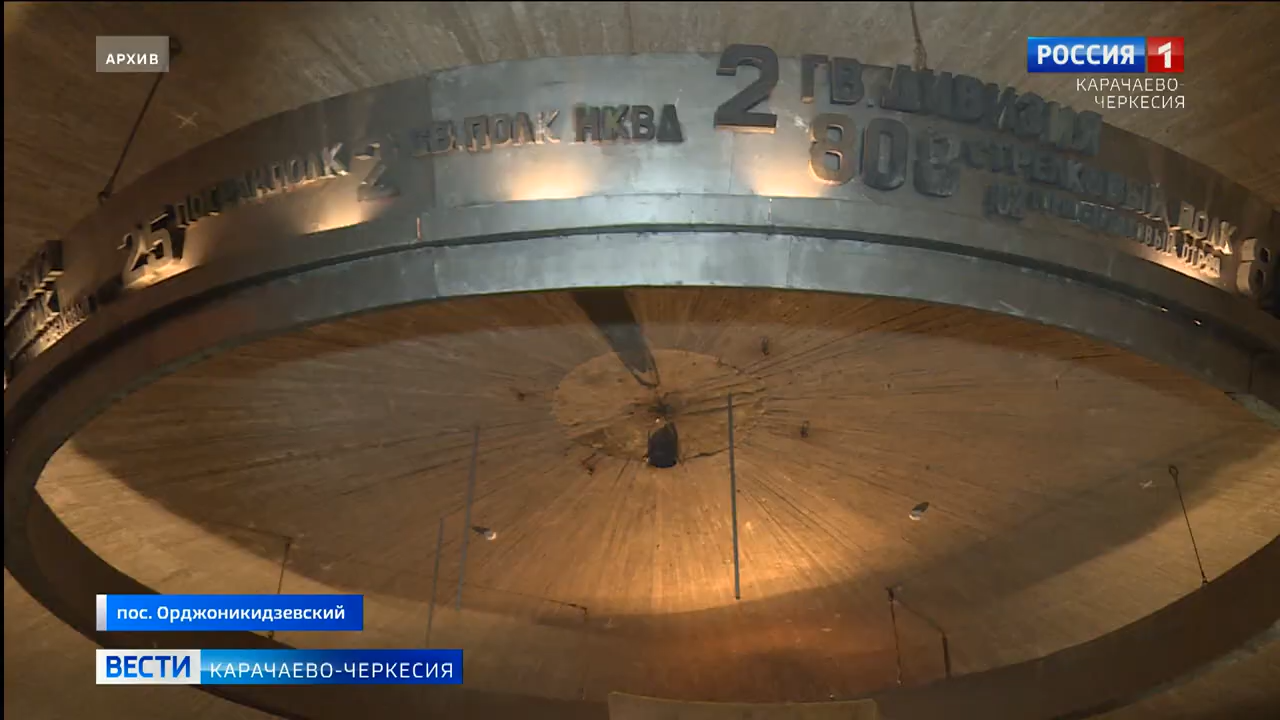 АРХИВ
РОССИЯ 1
КАРАЧАЕВО-
ЧЕРКЕСИЯ
25 ПОГРАНПОЛК
2 ГВ. ПОЛК НКВД
2 ГВ. ДИВИЗИЯ
808 СТРЕЛКОВЫЙ ПОЛК
пос. Орджоникидзевский
ВЕСТИ КАРАЧАЕВО-ЧЕРКЕСИЯ